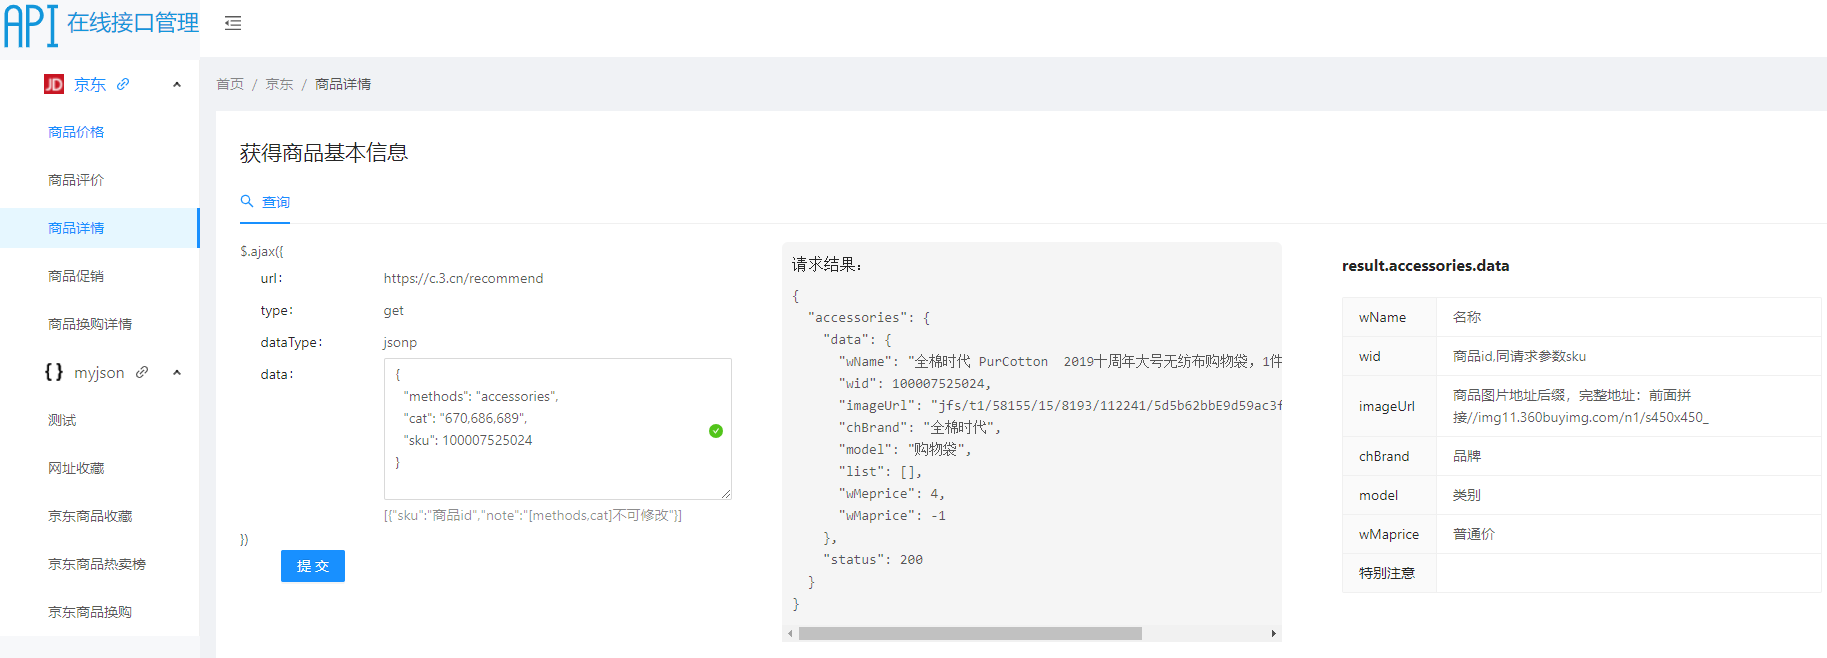 API 在线接口管理
JD 京东
商品价格
商品评价
商品详情
商品促销
商品换购详情
{} myjson
测试
网址收藏
京东商品收藏
京东商品热卖榜
京东商品换购
首页 / 京东 / 商品详情
获得商品基本信息
查询
$.ajax({
url: https://c.3.cn/recommend
type: get
dataType: jsonp
data:
{
"methods": "accessories",
"cat": "670,686,689",
"sku": 100007525024
}
[{"sku":"商品id","note":"[methods,cat]不可修改"}]
})
提 交
请求结果：
{
"accessories": {
"data": {
"wName": "全棉时代 PurCotton  2019十周年大号无纺布购物袋，1件
"wid": 100007525024,
"imageUrl": "jfs/t1/58155/15/8193/112241/5d5b62bbE9d59ac3f
"chBrand": "全棉时代",
"model": "购物袋",
"list": [],
"wMeprice": 4,
"wMaprice": -1
},
"status": 200
}
}
result.accessories.data
wName 名称
wid 商品id,同请求参数sku
imageUrl 商品图片地址后缀，完整地址：前面拼
接//img11.360buyimg.com/n1/s450x450_
chBrand 品牌
model 类别
wMaprice 普通价
特别注意